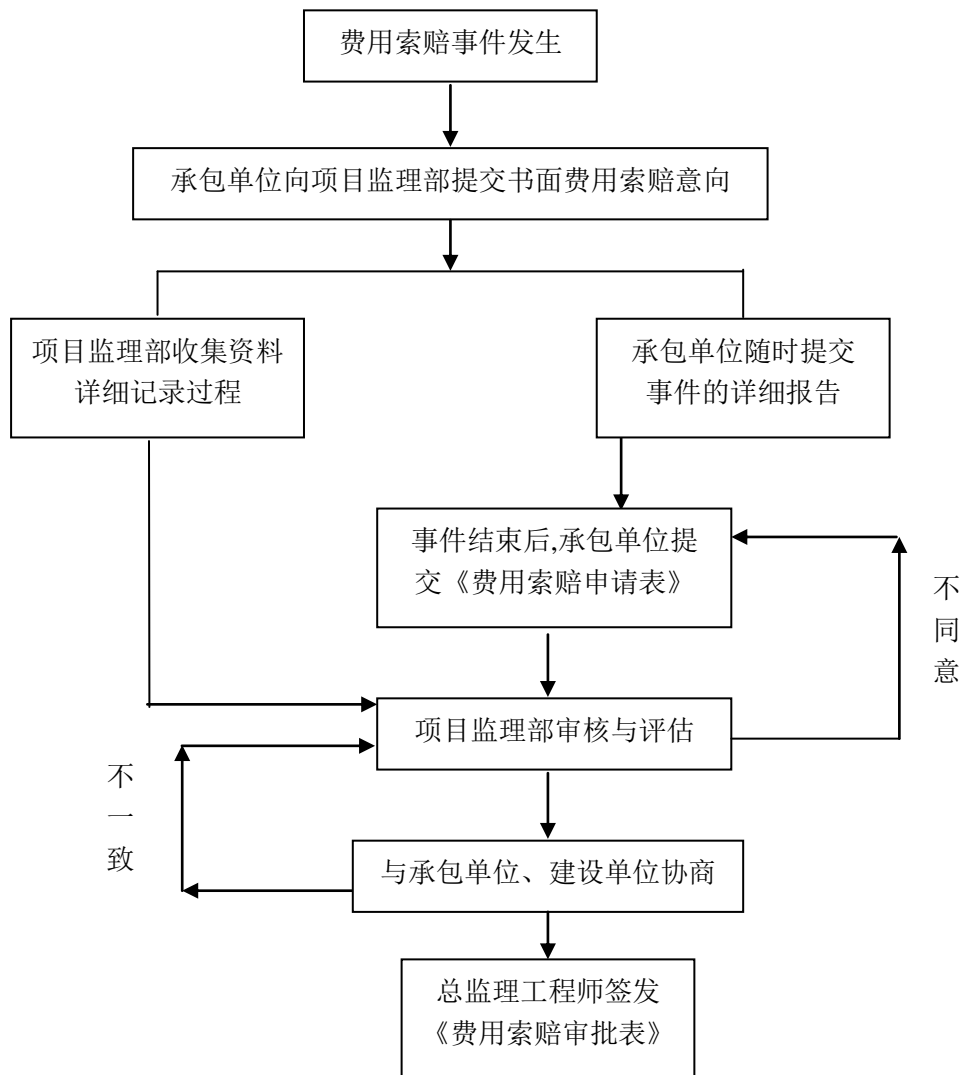 费用索赔事件发生
承包单位向项目监理部提交书面费用索赔意向
项目监理部收集资料
详细记录过程
承包单位随时提交
事件的详细报告
事件结束后,承包单位提
交《费用索赔申请表》
不
同
意
项目监理部审核与评估
不
一
致
与承包单位、建设单位协商
总监理工程师签发
《费用索赔审批表》